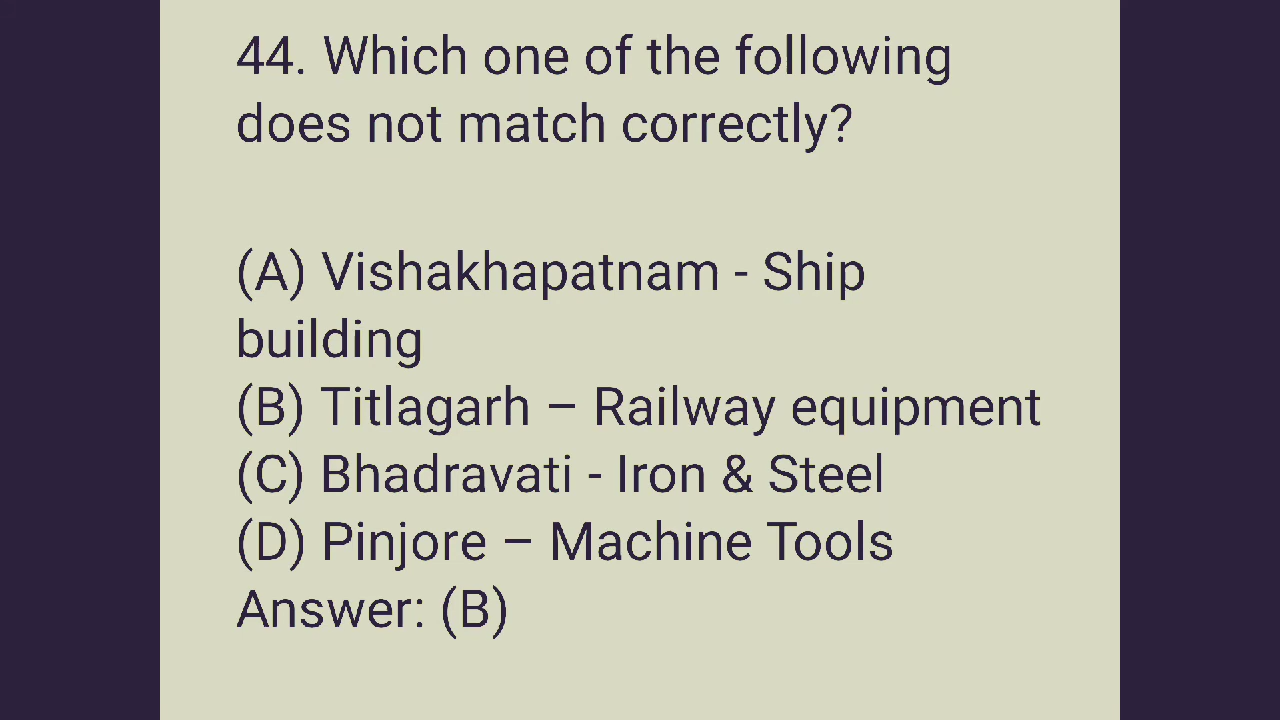 44. Which one of the following
does not match correctly?
(A) Vishakhapatnam - Ship
building
(B) Titlagarh – Railway equipment
(C) Bhadravati - Iron & Steel
(D) Pinjore – Machine Tools
Answer: (B)